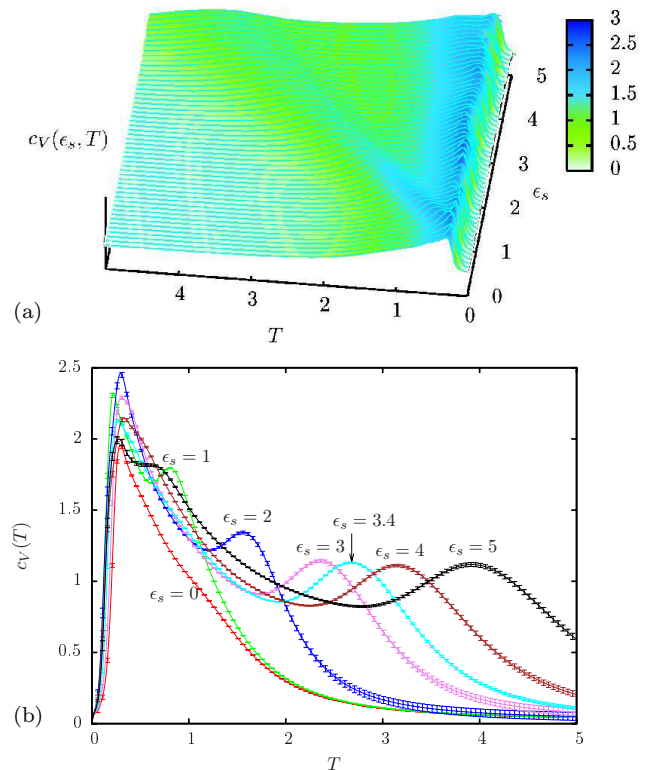 3
2.5
2
1.5
1
0.5
0
c_V(ϵ_s, T)
5
4
3
2
1
0
ϵ_s
4
3
2
1
0
T
(a)
2.5
2
1.5
1
0.5
0
c_V(T)
ϵ_s = 1
ϵ_s = 2
ϵ_s = 3.4
ϵ_s = 3
ϵ_s = 4
ϵ_s = 5
ϵ_s = 0
(b)
0 1 2 3 4 5
T